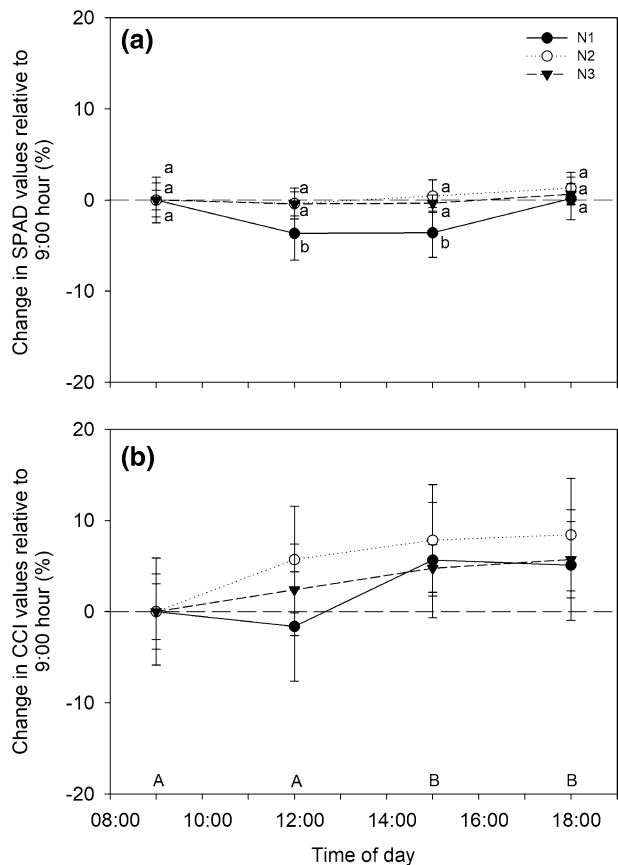 (a)
N1
N2
N3
20
10
0
-10
-20
Change in SPAD values relative to
9:00 hour (%)
a
a
a
a
a
b
a
a
b
a
a
a
(b)
20
10
0
-10
-20
Change in CCI values relative to
9:00 hour (%)
A
A
B
B
08:00
10:00
12:00
14:00
16:00
18:00
Time of day